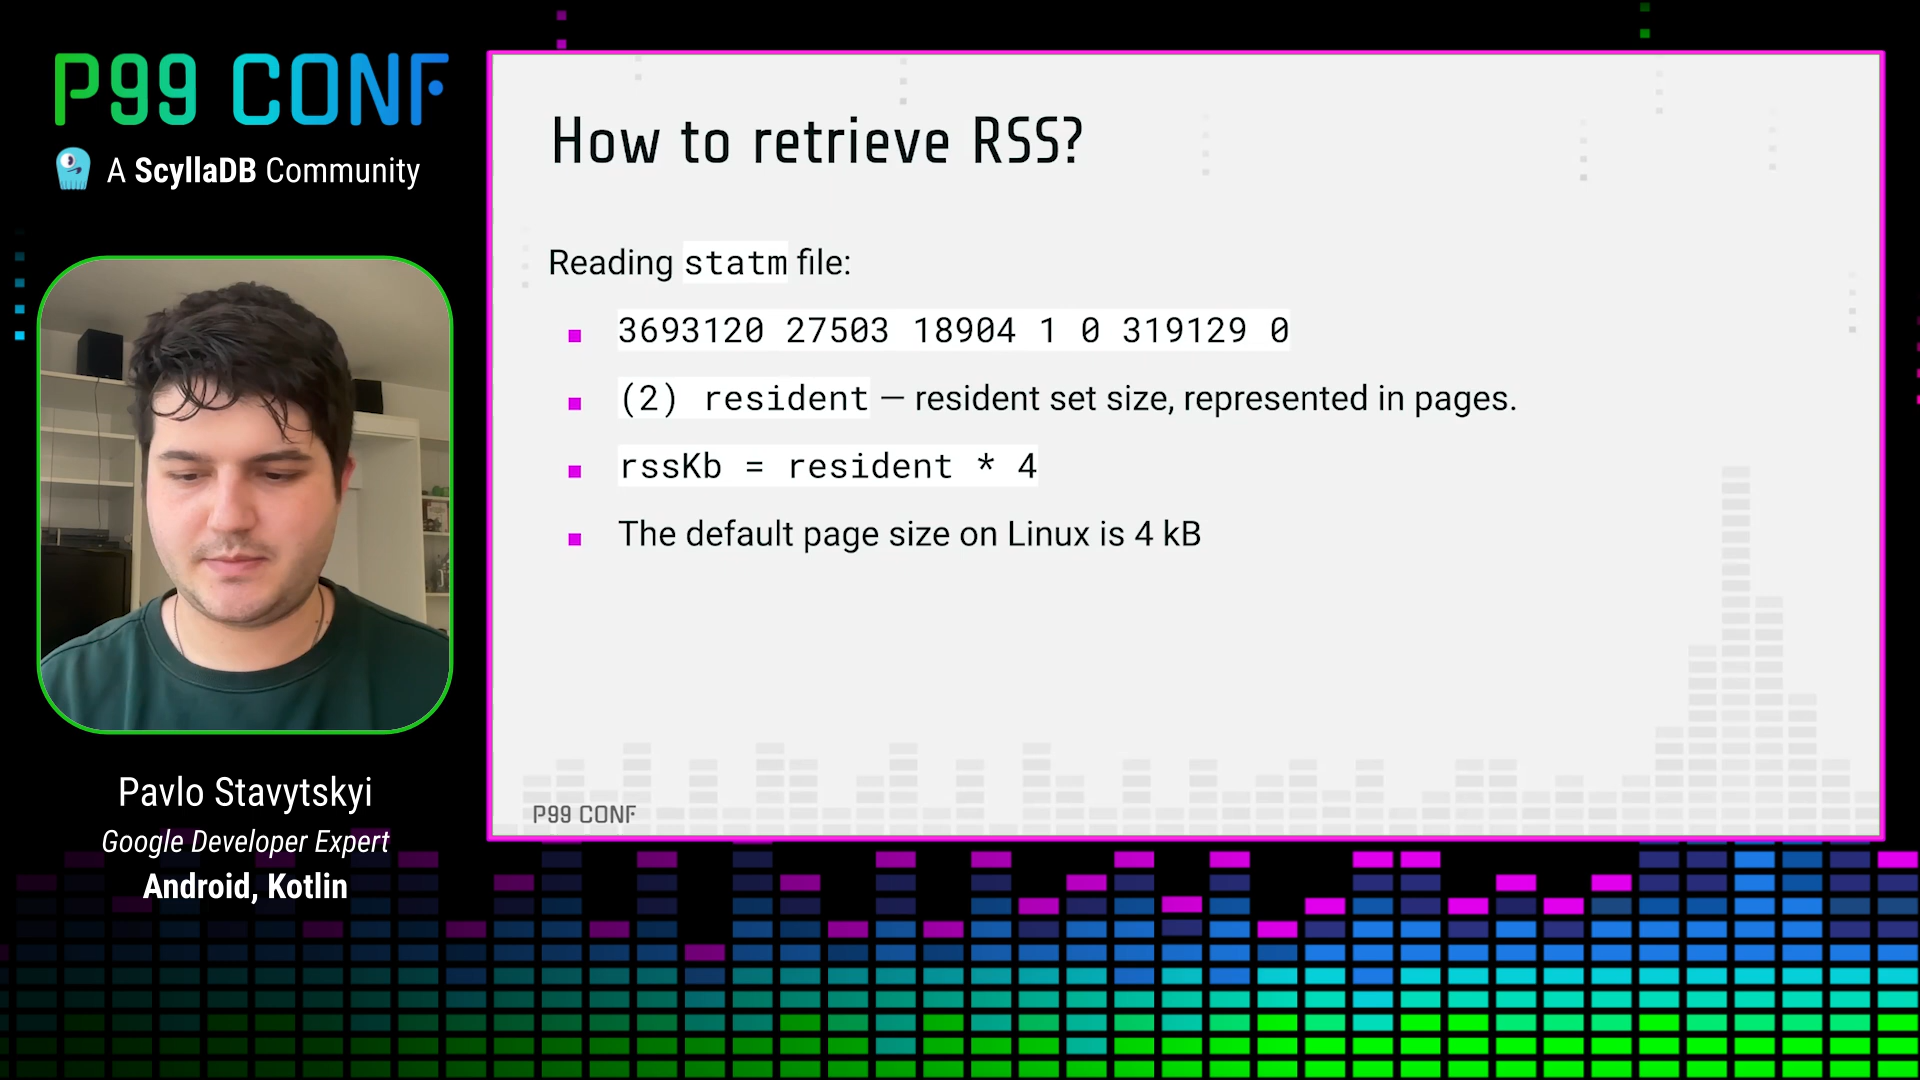 P99 CONF
A ScyllaDB Community
Pavlo Stavytskyi
Google Developer Expert
Android, Kotlin
How to retrieve RSS?
Reading statm file:
3693120 27503 18904 1 0 319129 0
(2) resident – resident set size, represented in pages.
rssKb = resident * 4
The default page size on Linux is 4 kB
P99 CONF